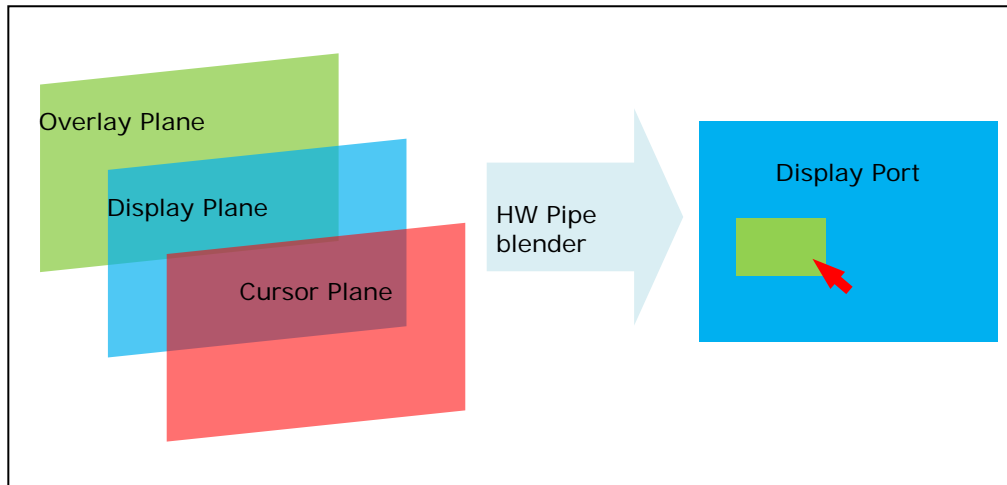 Overlay Plane
Display Plane
Cursor Plane
HW Pipe
blender
Display Port